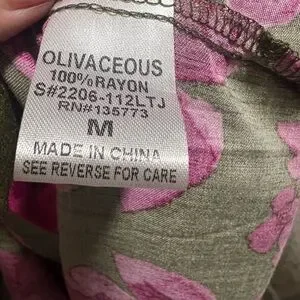 OLIVACEOUS
100%RAYON
S#2206-112LTJ
RN#135773
M
MADE IN CHINA
SEE REVERSE FOR CARE